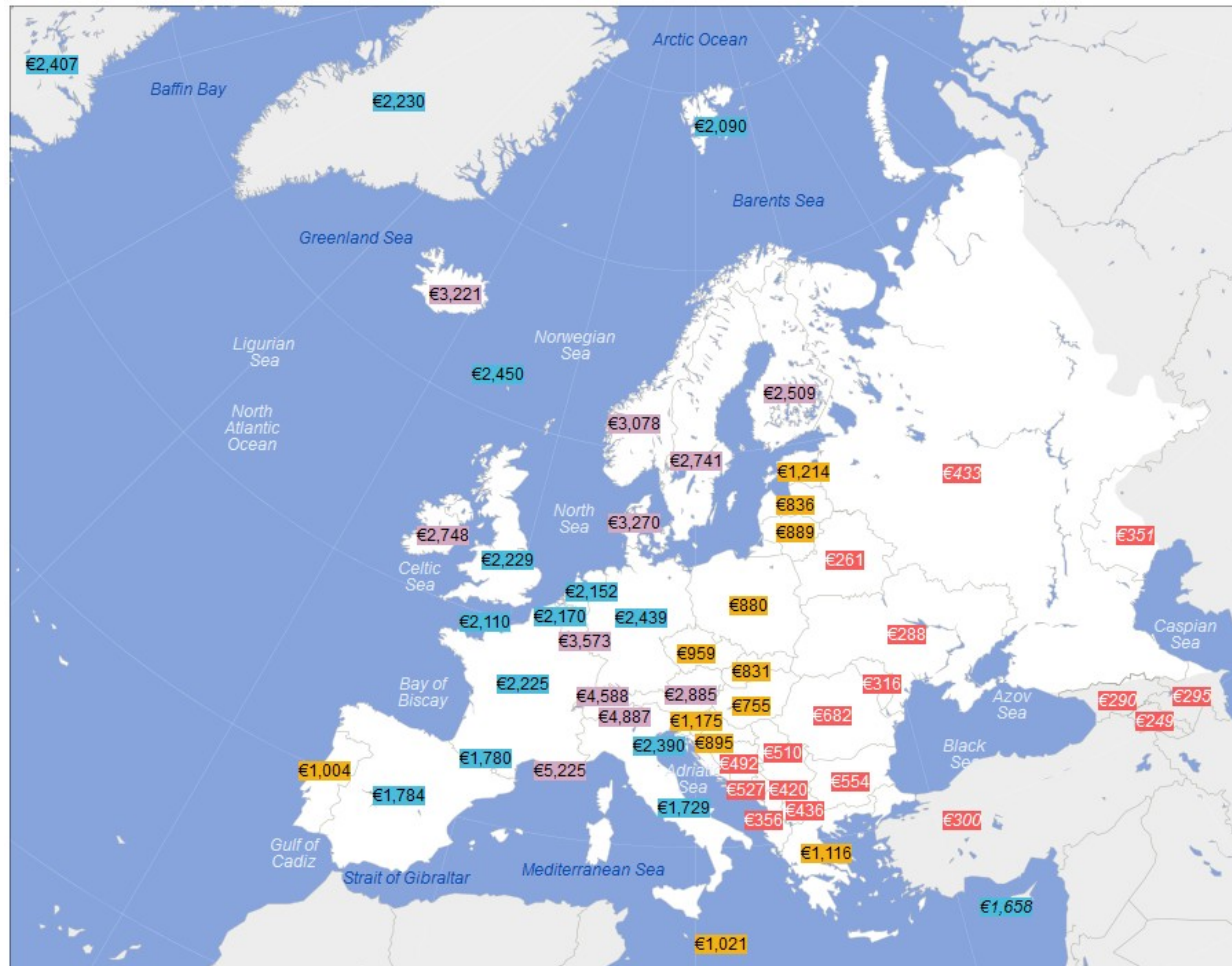 Arctic Ocean
€2,407
Baffin Bay
€2,230
€2,090
Barents Sea
Greenland Sea
€3,221
Norwegian
Sea
Ligurian
Sea
€2,450
€2,509
North
Atlantic
Ocean
€3,078
€2,741
€1,214
€433
€836
North
Sea
€3,270
€889
€351
€2,748
€2,229
€261
Celtic
Sea
€2,152
€2,170
€2,439
€880
€2,110
€3,573
€288
Caspian
Sea
€959
€831
€2,225
Bay of
Biscay
€4,588
€2,885
€316
€290
€295
€249
Azov
Sea
€4,887
€755
€1,175
€682
€2,390
€895
€510
Black
€1,780
€492
€1,004
€5,225
Sea
€527
€420
€554
€1,784
€1,729
€436
€356
€300
Gulf of
Cadiz
€1,116
Mediterranean Sea
Strait of Gibraltar
€1,658
€1,021